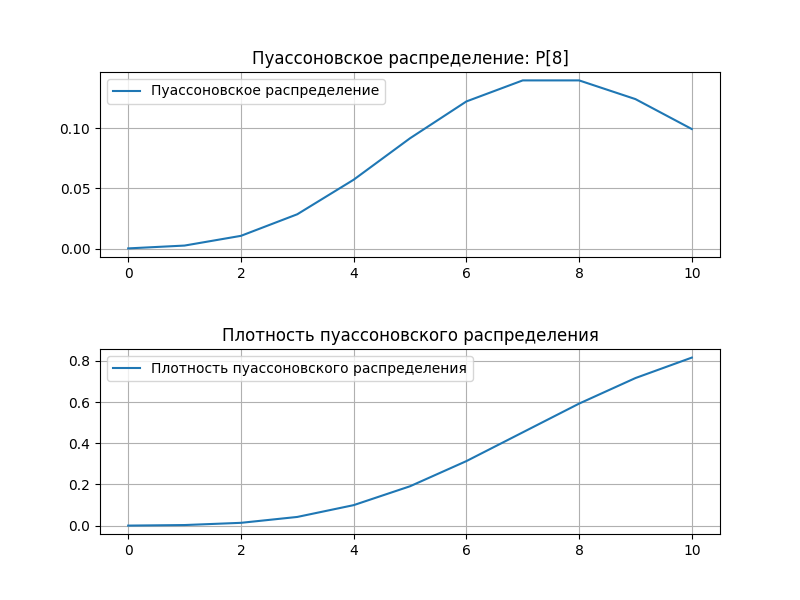 Пуассоновское распределение: P[8]
Пуассоновское распределение
0.10
0.05
0.00
0 2 4 6 8 10
Плотность пуассоновского распределения
Плотность пуассоновского распределения
0.8
0.6
0.4
0.2
0.0
0 2 4 6 8 10